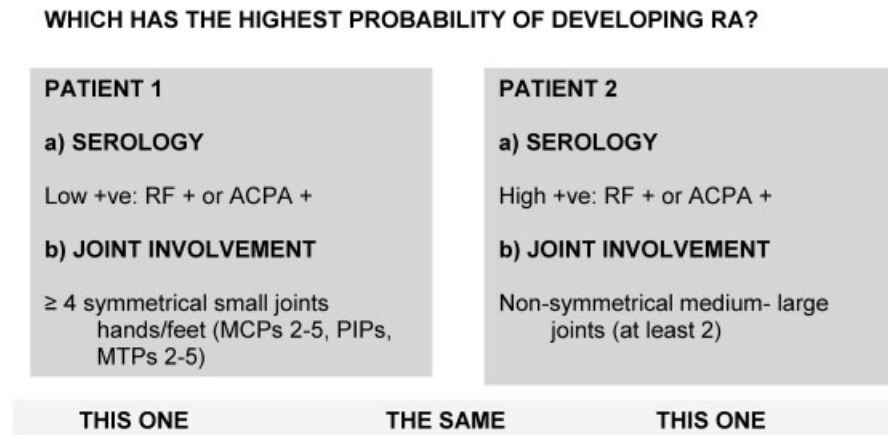 WHICH HAS THE HIGHEST PROBABILITY OF DEVELOPING RA?
PATIENT 1
a) SEROLOGY
Low +ve: RF + or ACPA +
b) JOINT INVOLVEMENT
≥ 4 symmetrical small joints
hands/feet (MCPs 2-5, PIPs,
MTPs 2-5)
PATIENT 2
a) SEROLOGY
High +ve: RF + or ACPA +
b) JOINT INVOLVEMENT
Non-symmetrical medium- large
joints (at least 2)
THIS ONE
THE SAME
THIS ONE